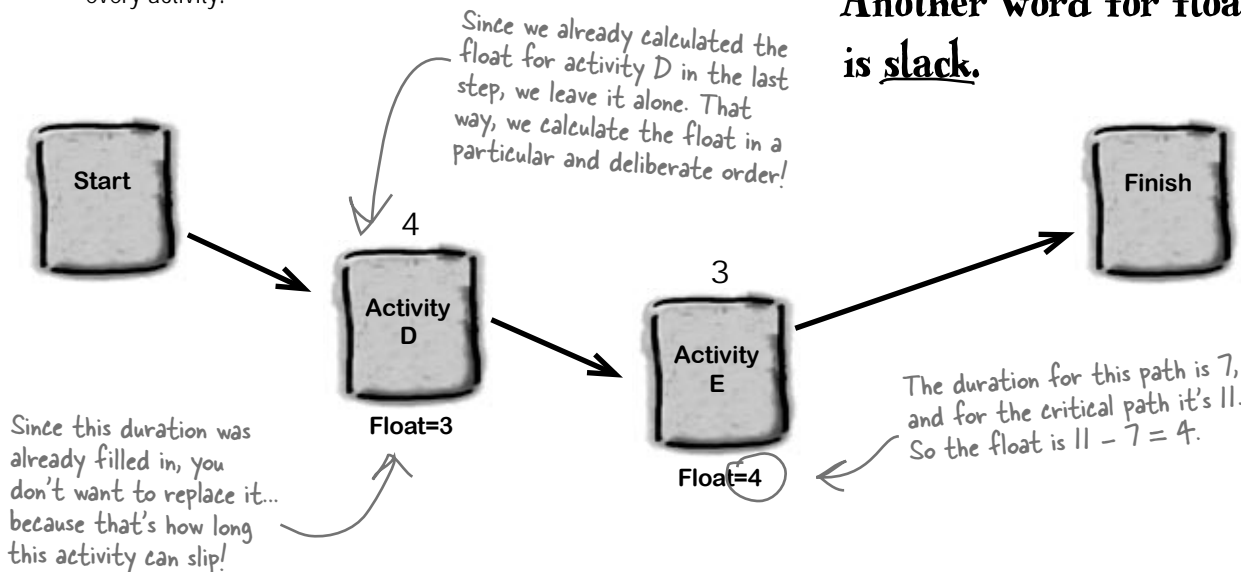 every activity!
Another word for floa
is slack.
Since we already calculated the
float for activity D in the last
step, we leave it alone. That
way, we calculate the float in a
particular and deliberate order!
Start
Finish
4
Activity
D
Float=3
3
Activity
E
Float=4
Since this duration was
already filled in, you
don't want to replace it...
because that's how long
this activity can slip!
The duration for this path is 7,
and for the critical path it's 11.
So the float is 11 – 7 = 4.